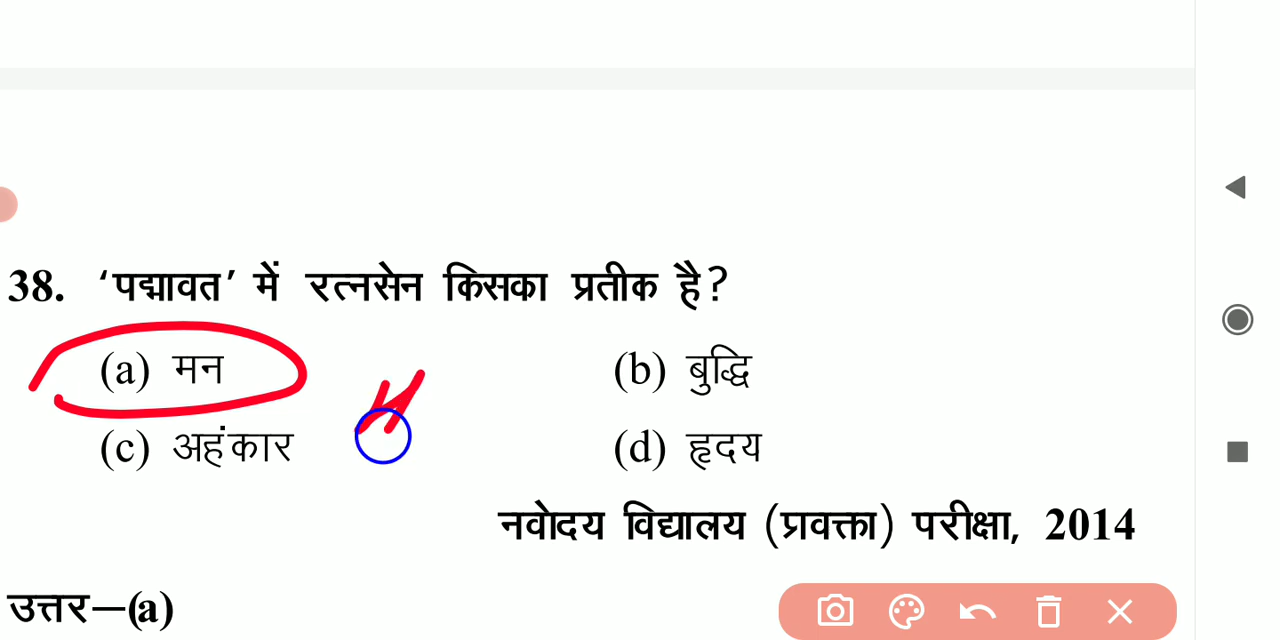 38. ‘पद्मावत’ में रत्नसेन किसका प्रतीक है?
(a) मन (b) बुद्धि
(c) अहंकार (d) हृदय
नवोदय विद्यालय (प्रवक्ता) परीक्षा, 2014
उत्तर—(a)